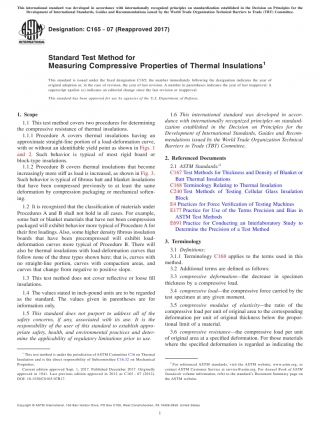 This international standard was developed in accordance with internationally recognized principles on standardization established in the Decision on Principles for the
Development of International Standards, Guides and Recommendations issued by the World Trade Organization Technical Barriers to Trade (TBT) Committee.
Designation: C165 − 07 (Reapproved 2017)
INTERNATIONAL
Standard Test Method for
Measuring Compressive Properties of Thermal Insulations1
This standard is issued under the fixed designation C165; the number immediately following the designation indicates the year of
original adoption or, in the case of revision, the year of last revision. A number in parentheses indicates the year of last reapproval. A
superscript epsilon (ε) indicates an editorial change since the last revision or reapproval.
This standard has been approved for use by agencies of the U.S. Department of Defense.
1. Scope
1.1 This test method covers two procedures for determining
the compressive resistance of thermal insulations.
1.1.1 Procedure A covers thermal insulations having an
approximate straight-line portion of a load-deformation curve,
with or without an identifiable yield point as shown in Figs. 1
and 2. Such behavior is typical of most rigid board or
block-type insulations.
1.1.2 Procedure B covers thermal insulations that become
increasingly more stiff as load is increased, as shown in Fig. 3.
Such behavior is typical of fibrous batt and blanket insulations
that have been compressed previously to at least the same
deformation by compression packaging or mechanical soften-
ing.
1.2 It is recognized that the classification of materials under
Procedures A and B shall not hold in all cases. For example,
some batt or blanket materials that have not been compression
packaged will exhibit behavior more typical of Procedure A for
their first loadings. Also, some higher density fibrous insulation
boards that have been precompressed will exhibit load-
deformation curves more typical of Procedure B. There will
also be thermal insulations with load-deformation curves that
follow none of the three types shown here; that is, curves with
no straight-line portion, curves with compaction areas, and
curves that change from negative to positive slope.
1.3 This test method does not cover reflective or loose fill
insulations.
1.4 The values stated in inch-pound units are to be regarded
as the standard. The values given in parentheses are for
information only.
1.5 This standard does not purport to address all of the
safety concerns, if any, associated with its use. It is the
responsibility of the user of this standard to establish appro-
priate safety, health, and environmental practices and deter-
mine the applicability of regulatory limitations prior to use.
1 This test method is under the jurisdiction of ASTM Committee C16 on Thermal
Insulation and is the direct responsibility of Subcommittee C16.32 on Mechanical
Properties.
Current edition approved Sept. 1, 2017. Published December 2017. Originally
approved in 1941. Last previous edition approved in 2012 as C165 – 07 (2012).
DOI: 10.1520/C0165-07R17.
1.6 This international standard was developed in accor-
dance with internationally recognized principles on standard-
ization established in the Decision on Principles for the
Development of International Standards, Guides and Recom-
mendations issued by the World Trade Organization Technical
Barriers to Trade (TBT) Committee.
2. Referenced Documents
2.1 ASTM Standards:2
C167 Test Methods for Thickness and Density of Blanket or
Batt Thermal Insulations
C168 Terminology Relating to Thermal Insulation
C240 Test Methods of Testing Cellular Glass Insulation
Block
E4 Practices for Force Verification of Testing Machines
E177 Practice for Use of the Terms Precision and Bias in
ASTM Test Methods
E691 Practice for Conducting an Interlaboratory Study to
Determine the Precision of a Test Method
3. Terminology
3.1 Definitions:
3.1.1 Terminology C168 applies to the terms used in this
method.
3.2 Additional terms are defined as follows:
3.3 compressive deformation—the decrease in specimen
thickness by a compressive load.
3.4 compressive load—the compressive force carried by the
test specimen at any given moment.
3.5 compressive modulus of elasticity—the ratio of the
compressive load per unit of original area to the corresponding
deformation per unit of original thickness below the propor-
tional limit of a material.
3.6 compressive resistance—the compressive load per unit
of original area at a specified deformation. For those materials
where the specified deformation is regarded as indicating the
2 For referenced ASTM standards, visit the ASTM website, www.astm.org, or
contact ASTM Customer Service at service@astm.org. For Annual Book of ASTM
Standards volume information, refer to the standard's Document Summary page on
the ASTM website.
Copyright © ASTM International, 100 Barr Harbor Drive, PO Box C700, West Conshohocken, PA 19428-2959. United States
1